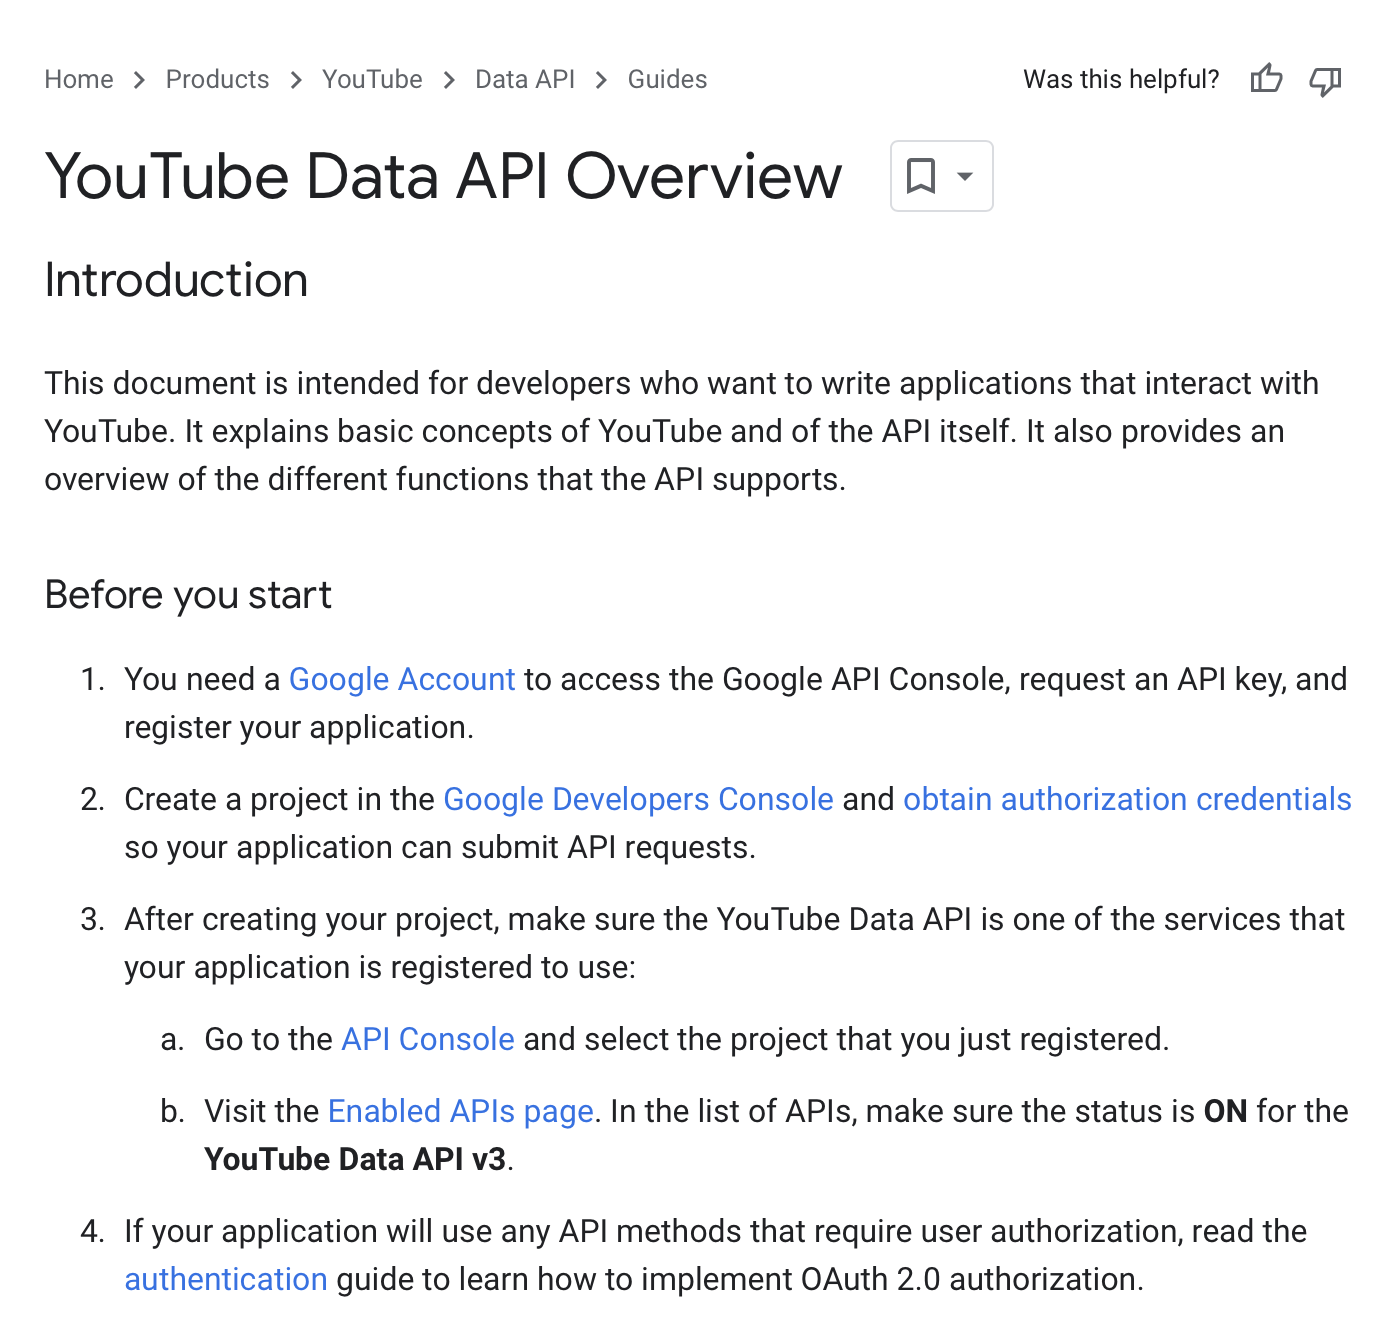 Home > Products > YouTube > Data API > Guides
Was this helpful?
YouTube Data API Overview
Introduction
This document is intended for developers who want to write applications that interact with
YouTube. It explains basic concepts of YouTube and of the API itself. It also provides an
overview of the different functions that the API supports.
Before you start
1. You need a Google Account to access the Google API Console, request an API key, and
register your application.
2. Create a project in the Google Developers Console and obtain authorization credentials
so your application can submit API requests.
3. After creating your project, make sure the YouTube Data API is one of the services that
your application is registered to use:
a. Go to the API Console and select the project that you just registered.
b. Visit the Enabled APIs page. In the list of APIs, make sure the status is ON for the
YouTube Data API v3.
4. If your application will use any API methods that require user authorization, read the
authentication guide to learn how to implement OAuth 2.0 authorization.